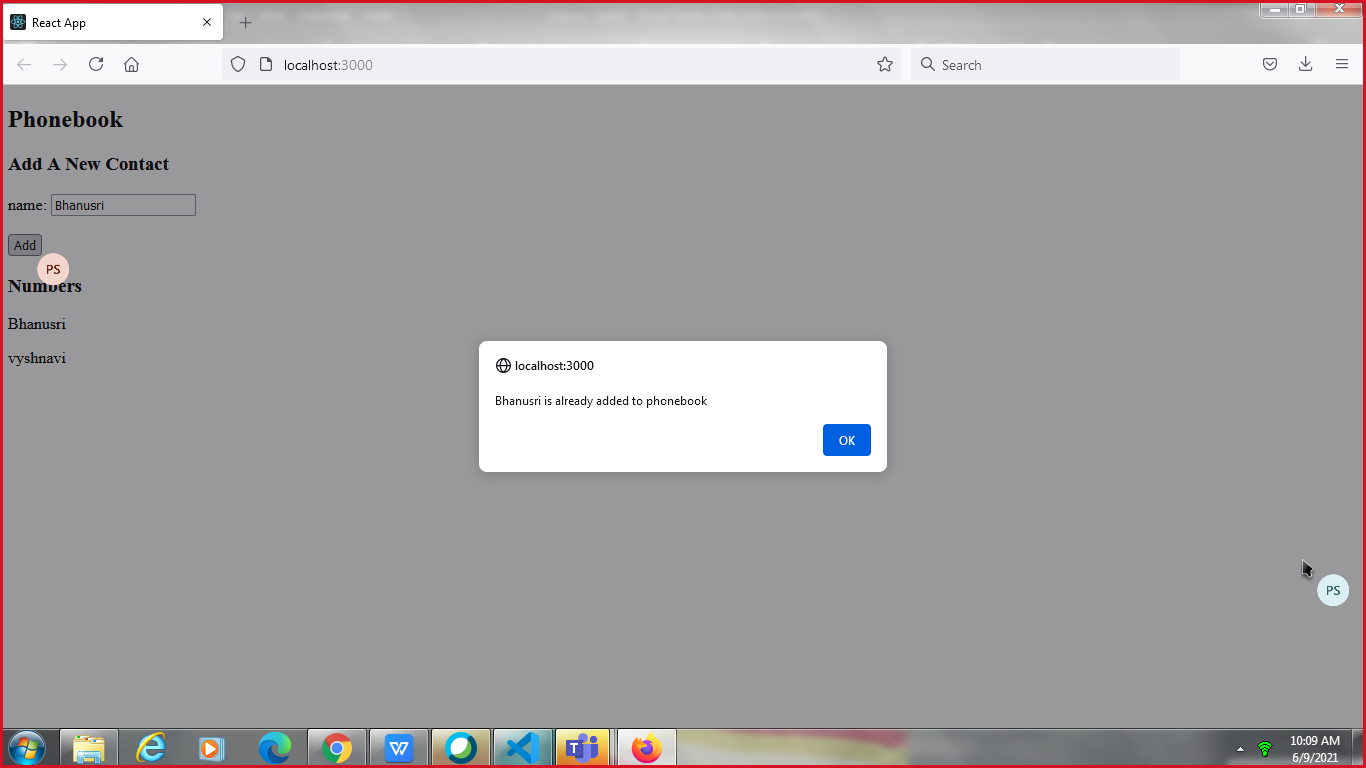 React App
localhost:3000
Search
Phonebook
Add A New Contact
name: Bhanusri
Add
PS
Numbers
Bhanusri
vyshnavi
localhost:3000
Bhanusri is already added to phonebook
OK
PS
10:09 AM
6/9/2021